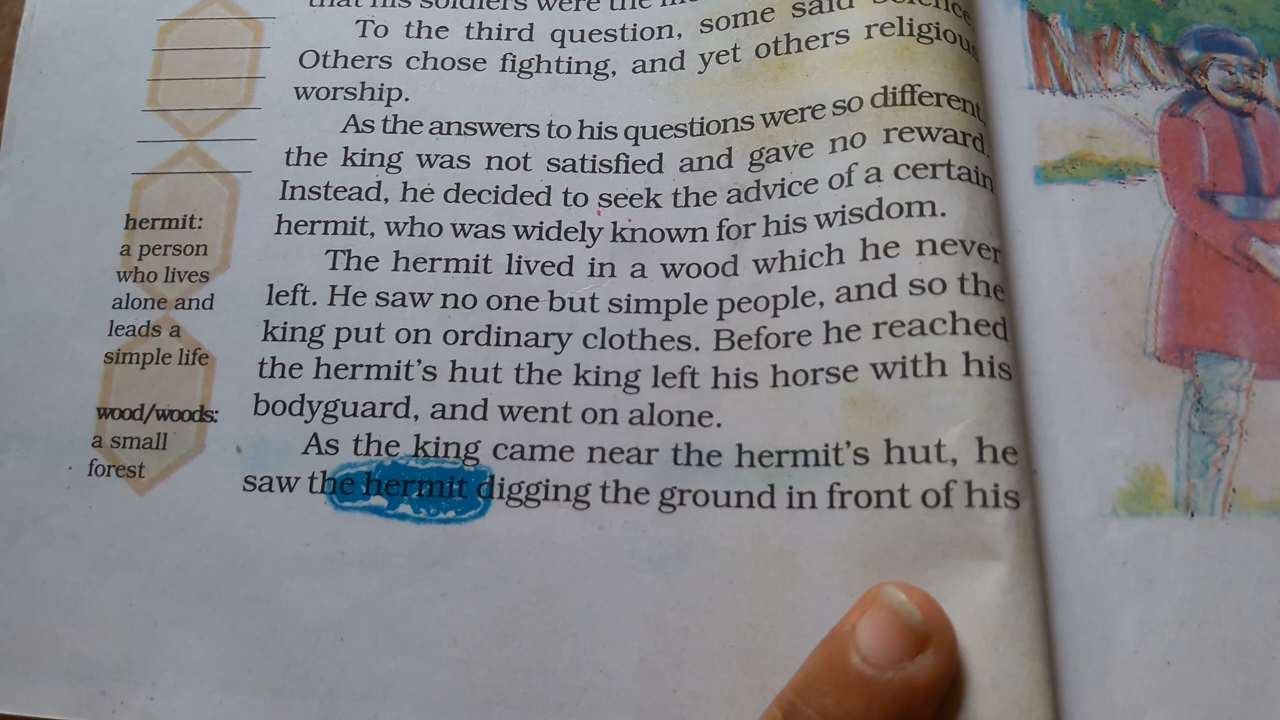 that his soldiers were the
To the third question, some said science
Others chose fighting, and yet others religious
worship.
As the answers to his questions were so different,
the king was not satisfied and gave no reward.
Instead, he decided to seek the advice of a certain
hermit, who was widely known for his wisdom.
The hermit lived in a wood which he never
left. He saw no one but simple people, and so the
king put on ordinary clothes. Before he reached
the hermit's hut the king left his horse with his
bodyguard, and went on alone.
As the king came near the hermit's hut, he
saw the hermit digging the ground in front of his
hermit:
a person
who lives
alone and
leads a
simple life
wood/woods:
a small
forest